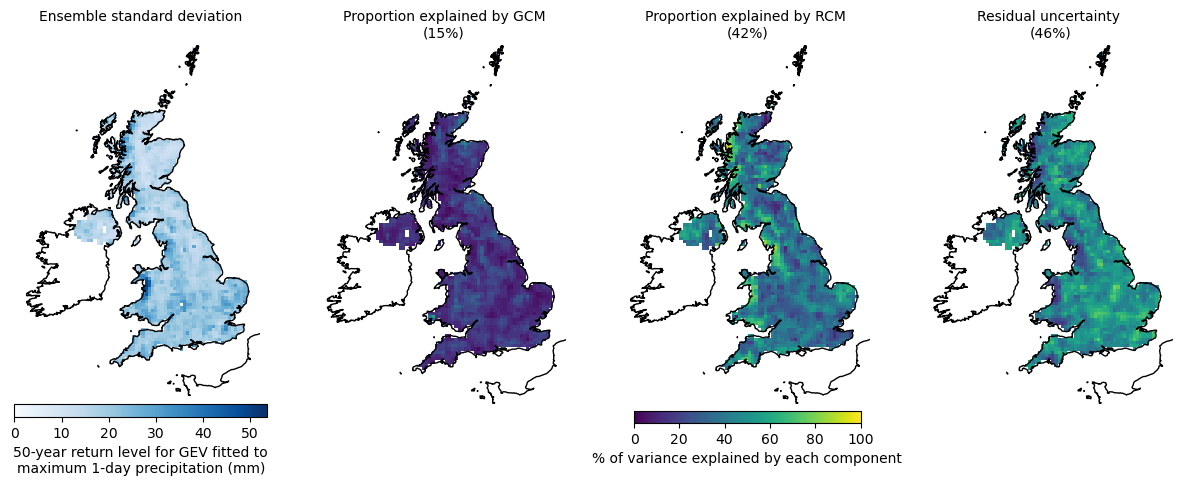 Ensemble standard deviation
Proportion explained by GCM
(15%)
Proportion explained by RCM
(42%)
Residual uncertainty
(46%)
0 10 20 30 40 50
50-year return level for GEV fitted to
maximum 1-day precipitation (mm)
0 20 40 60 80 100
% of variance explained by each component